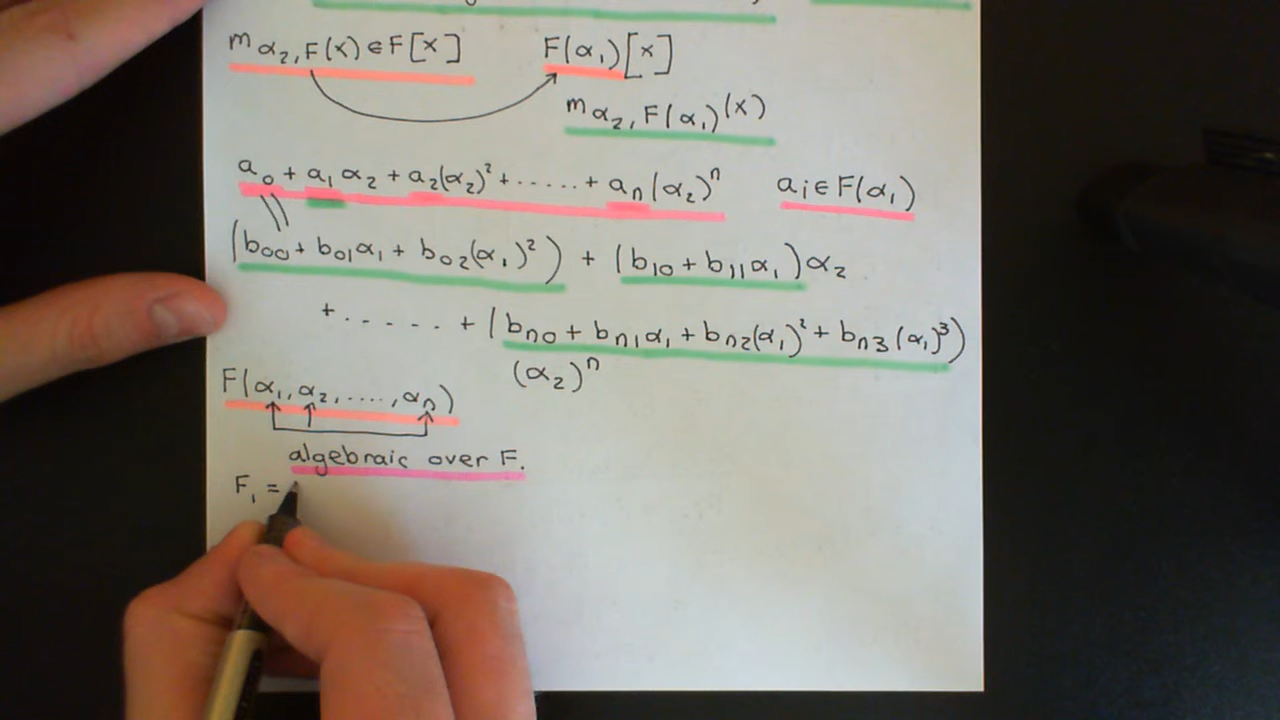 m α₂,F(x) ∈ F[x] F(α₁)[x]
m α₂,F(α₁)(x)
a₀ + a₁α₂ + a₂(α₂)² + ...... + aₙ(α₂)ⁿ aᵢ ∈ F(α₁)
(b₀₀ + b₀₁α₁ + b₀₂(α₁)²) + (b₁₀ + b₁₁α₁)α₂
+ ..... + (bₙ₀ + bₙ₁α₁ + bₙ₂(α₁)² + bₙ₃(α₁)³)
(α₂)ⁿ
F(α₁, α₂, ...., αₙ)
algebraic over F.
F₁ =